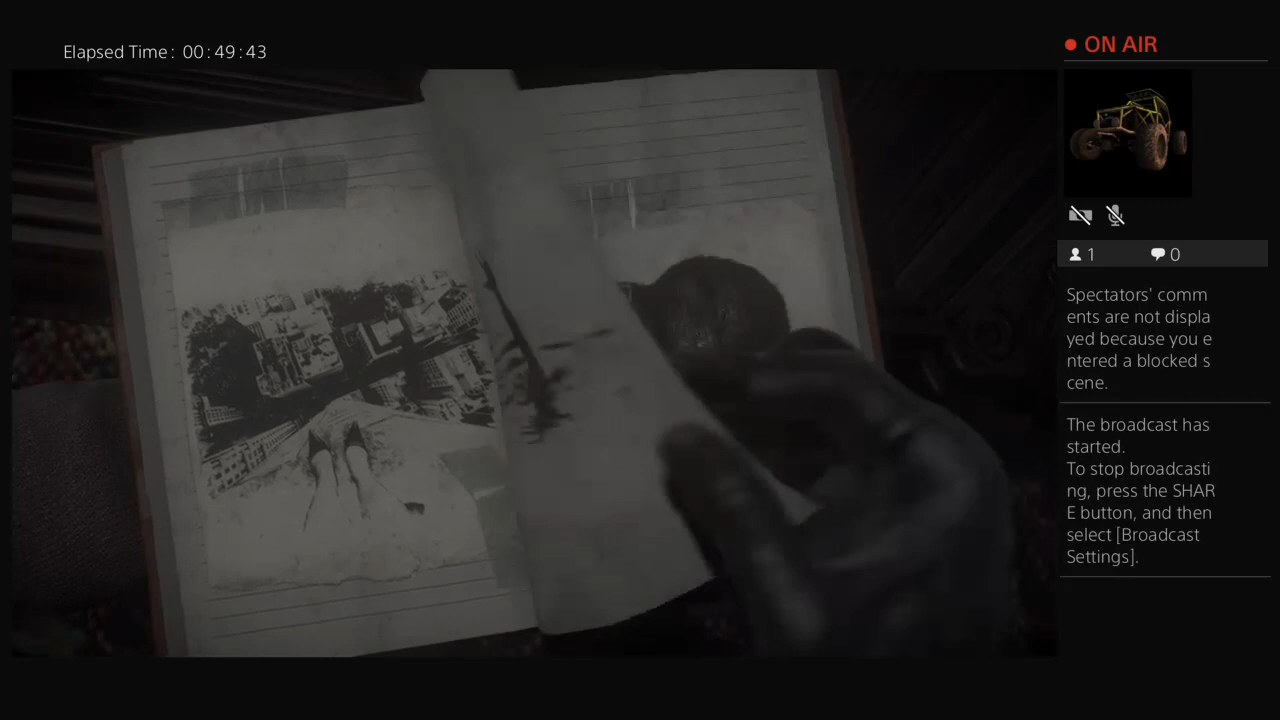 Elapsed Time: 00:49:43
ON AIR
1 0
Spectators' comm
ents are not displa
yed because you e
ntered a blocked s
cene.
The broadcast has
started.
To stop broadcasti
ng, press the SHAR
E button, and then
select [Broadcast
Settings].